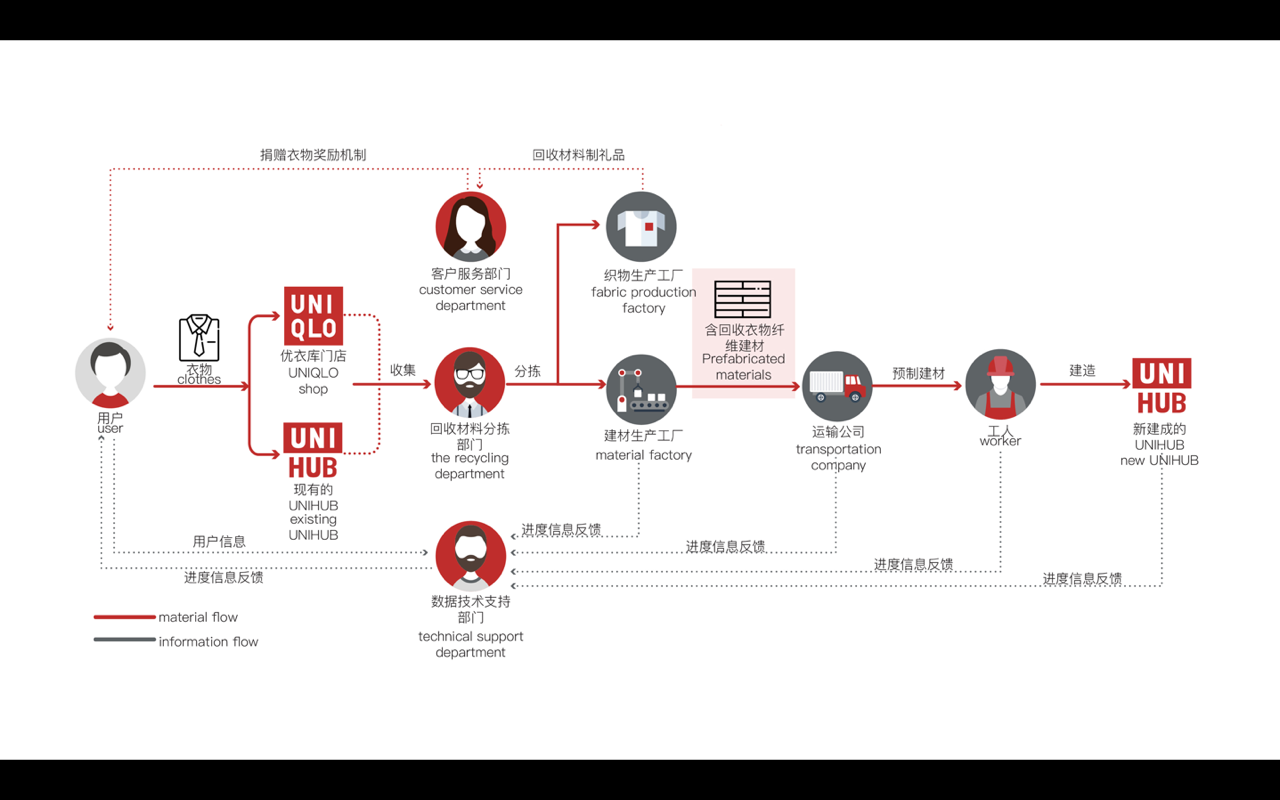 捐赠衣物奖励机制
回收材料制礼品
客户服务部门
customer service
department
织物生产工厂
fabric production
factory
UNI
QLO
优衣库门店
UNIQLO
shop
衣物
clothes
用户
user
UNI
HUB
现有的
UNIHUB
existing
UNIHUB
收集
回收材料分拣
部门
the recycling
department
分拣
建材生产工厂
material factory
含回收衣物纤
维建材
Prefabricated
materials
运输公司
transportation
company
预制建材
工人
worker
建造
UNI
HUB
新建成的
UNIHUB
new UNIHUB
用户信息
进度信息反馈
数据技术支持
部门
technical support
department
进度信息反馈
进度信息反馈
进度信息反馈
进度信息反馈
material flow
information flow